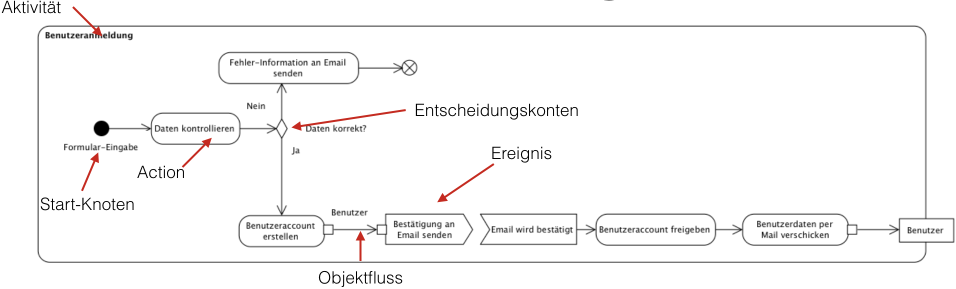 Aktivität
Benutzeranmeldung
Fehler-Information an Email
senden
Nein
Entscheidungskonten
Daten kontrollieren
Daten korrekt?
Formular-Eingabe
Ja
Ereignis
Action
Start-Knoten
Benutzer
Benutzeraccount
erstellen
Bestätigung an
Email senden
Email wird bestätigt
Benutzeraccount freigeben
Benutzerdaten per
Mail verschicken
Benutzer
Objektfluss